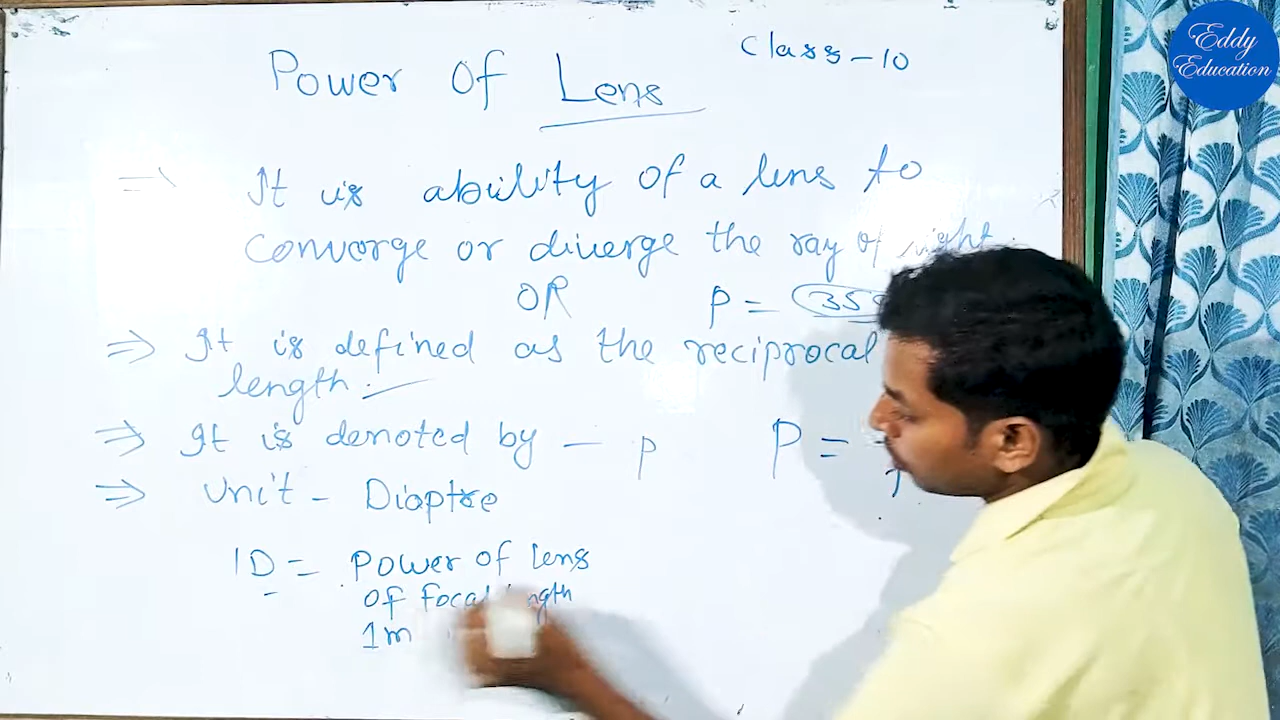 Eddy
Education
Class-10
Power Of Lens
⇒ It is ability of a lens to
converge or diverge the ray of
OR P = 35
⇒ It is defined as the reciprocal
length.
⇒ It is denoted by - P P =
⇒ Unit - Dioptre
1D = Power of lens
of focal length
1m